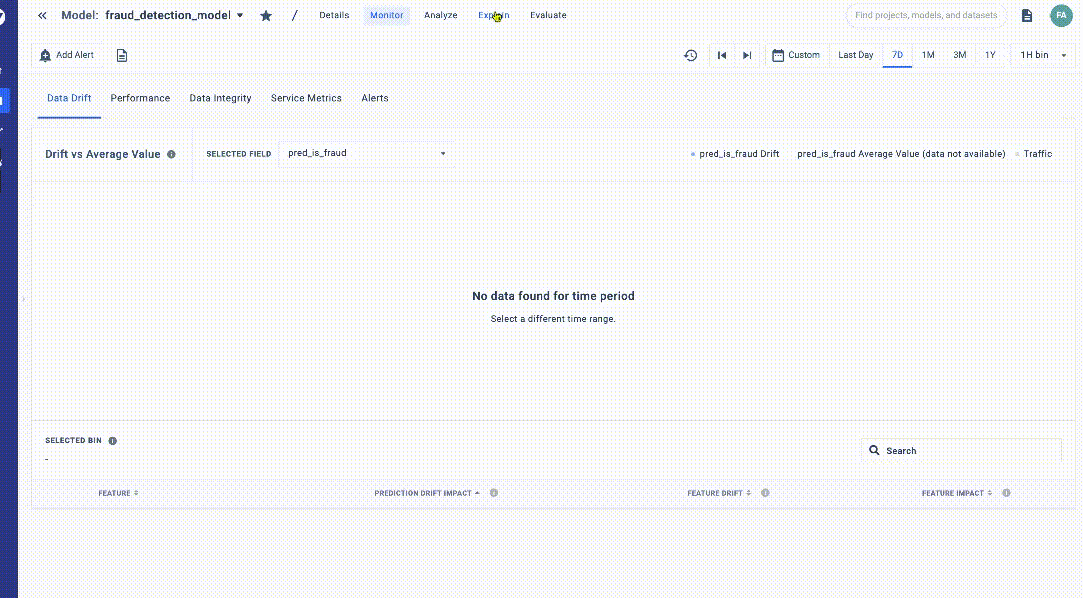 Model: fraud_detection_model / Details Monitor Analyze Explain Evaluate Find projects, models, and datasets FA
Add Alert Custom Last Day 7D 1M 3M 1Y 1H bin
Data Drift Performance Data Integrity Service Metrics Alerts
Drift vs Average Value SELECTED FIELD pred_is_fraud pred_is_fraud Drift pred_is_fraud Average Value (data not available) Traffic
No data found for time period
Select a different time range.
SELECTED BIN
-
Search
FEATURE PREDICTION DRIFT IMPACT FEATURE DRIFT FEATURE IMPACT